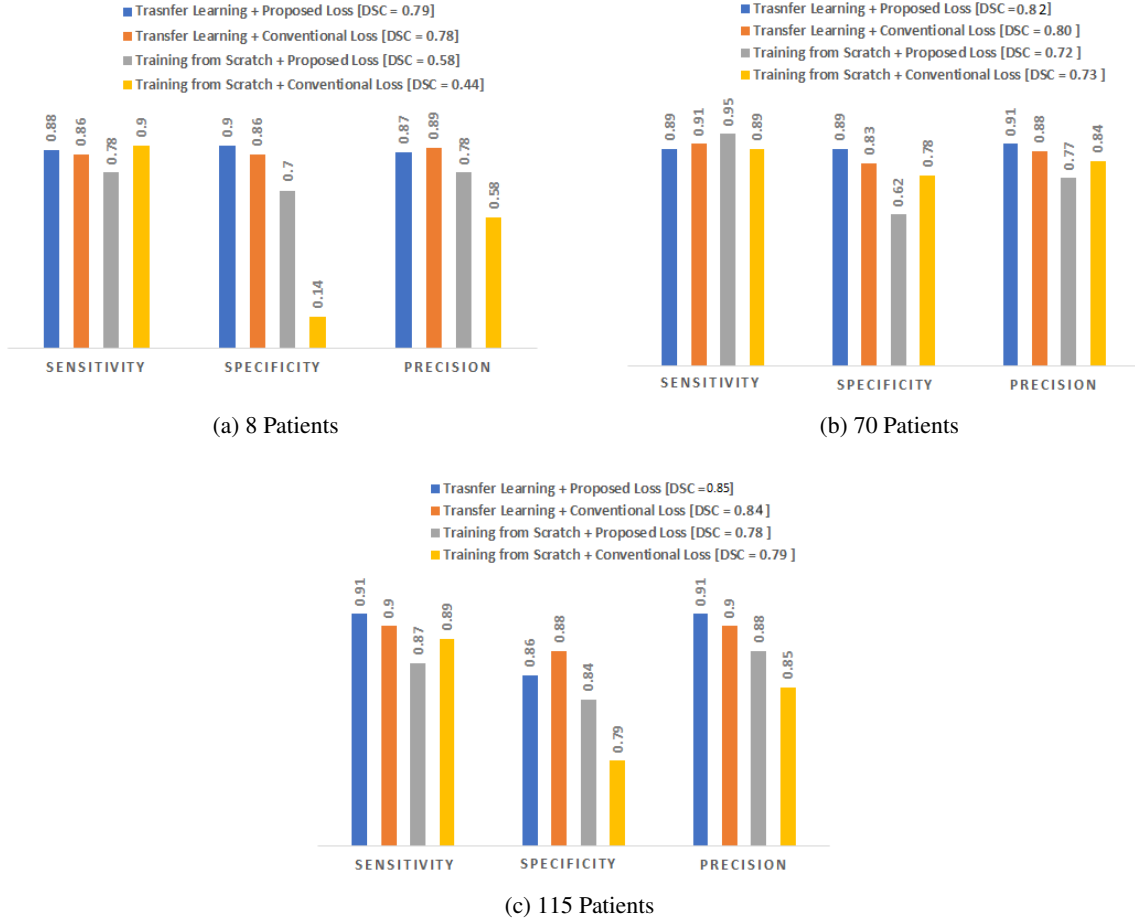 Trasnfer Learning + Proposed Loss [DSC = 0.79]
Transfer Learning + Conventional Loss [DSC = 0.78]
Training from Scratch + Proposed Loss [DSC = 0.58]
Training from Scratch + Conventional Loss [DSC = 0.44]
0.88 0.86 0.78 0.9 0.9 0.86 0.7 0.14 0.87 0.89 0.78 0.58
SENSITIVITY SPECIFICITY PRECISION
(a) 8 Patients
Trasnfer Learning + Proposed Loss [DSC =0.82]
Transfer Learning + Conventional Loss [DSC = 0.80 ]
Training from Scratch + Proposed Loss [DSC = 0.72 ]
Training from Scratch + Conventional Loss [DSC = 0.73 ]
0.89 0.91 0.95 0.89 0.89 0.83 0.62 0.78 0.91 0.88 0.77 0.84
SENSITIVITY SPECIFICITY PRECISION
(b) 70 Patients
Trasnfer Learning + Proposed Loss [DSC =0.85]
Transfer Learning + Conventional Loss [DSC = 0.84 ]
Training from Scratch + Proposed Loss [DSC = 0.78 ]
Training from Scratch + Conventional Loss [DSC = 0.79 ]
0.91 0.9 0.87 0.89 0.86 0.88 0.84 0.79 0.91 0.9 0.88 0.85
SENSITIVITY SPECIFICITY PRECISION
(c) 115 Patients